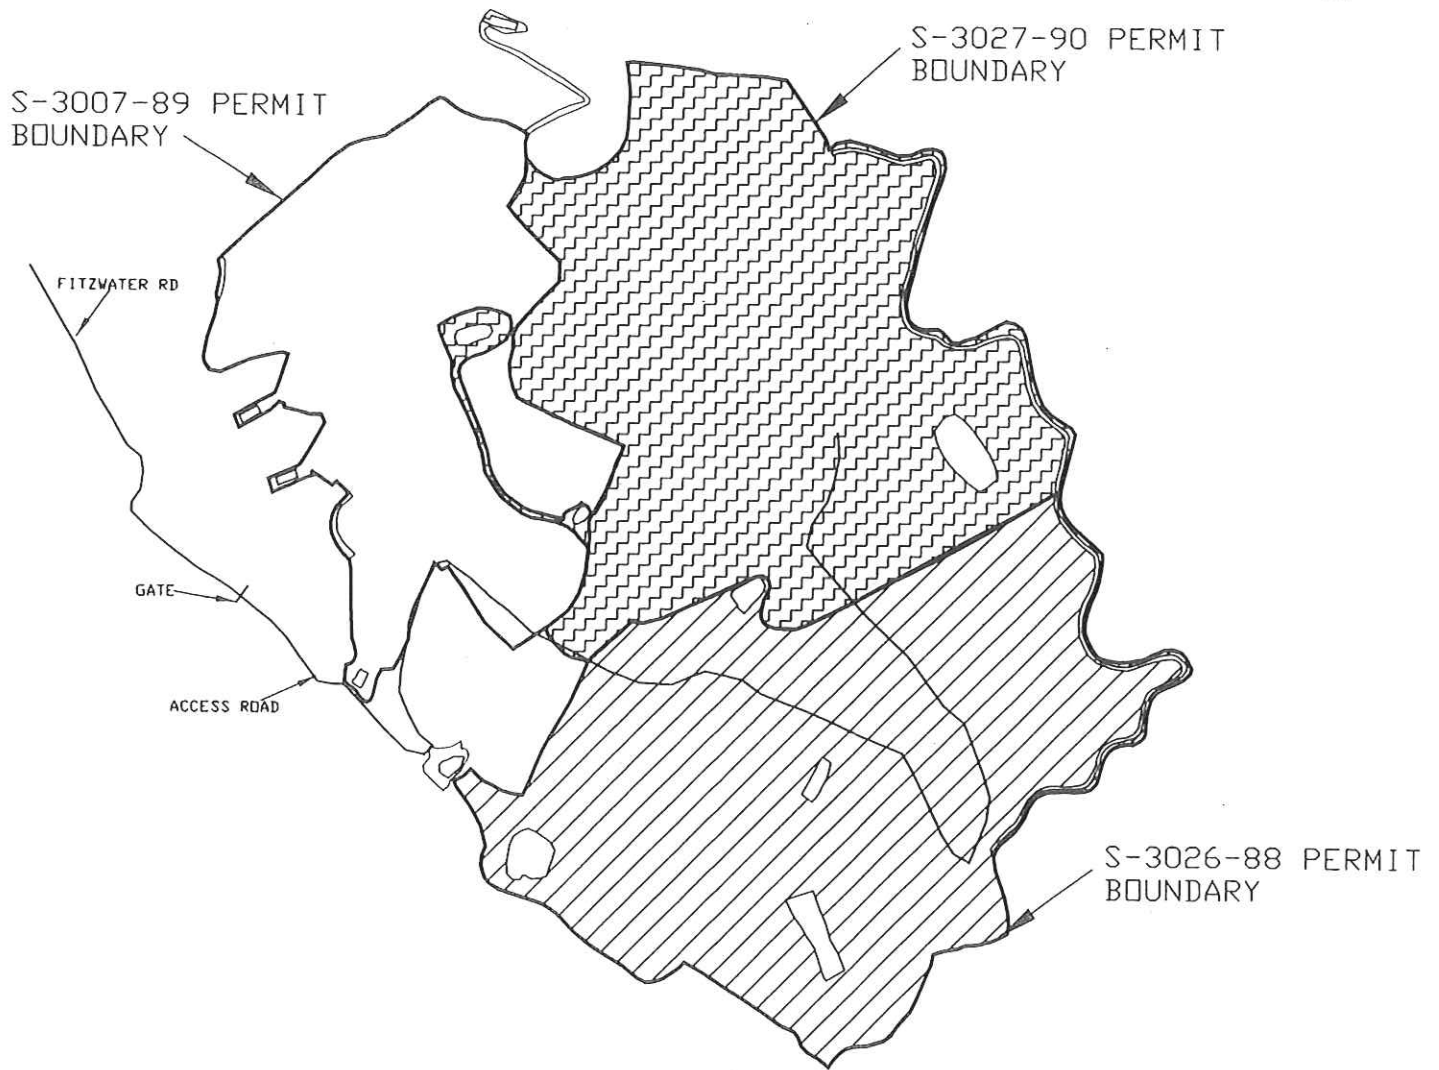 S-3027-90 PERMIT
BOUNDARY
S-3007-89 PERMIT
BOUNDARY
FITZWATER RD
GATE
ACCESS ROAD
S-3026-88 PERMIT
BOUNDARY